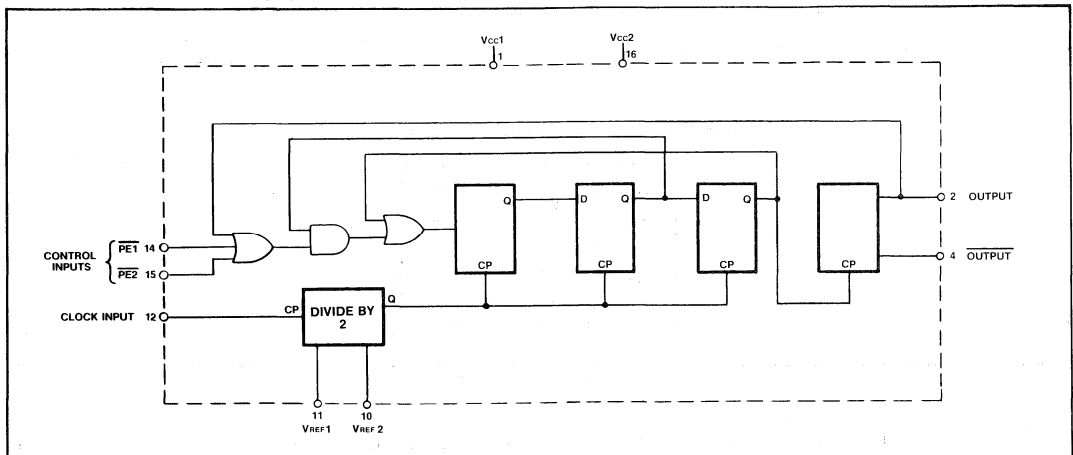 VCC1
1
VCC2
16
Q
D
Q
D
Q
CP
CP
CP
CP
2 OUTPUT
4 OUTPUT
CONTROL INPUTS
PE1 14
PE2 15
CLOCK INPUT 12
CP
DIVIDE BY
2
Q
11
VREF 1
10
VREF 2